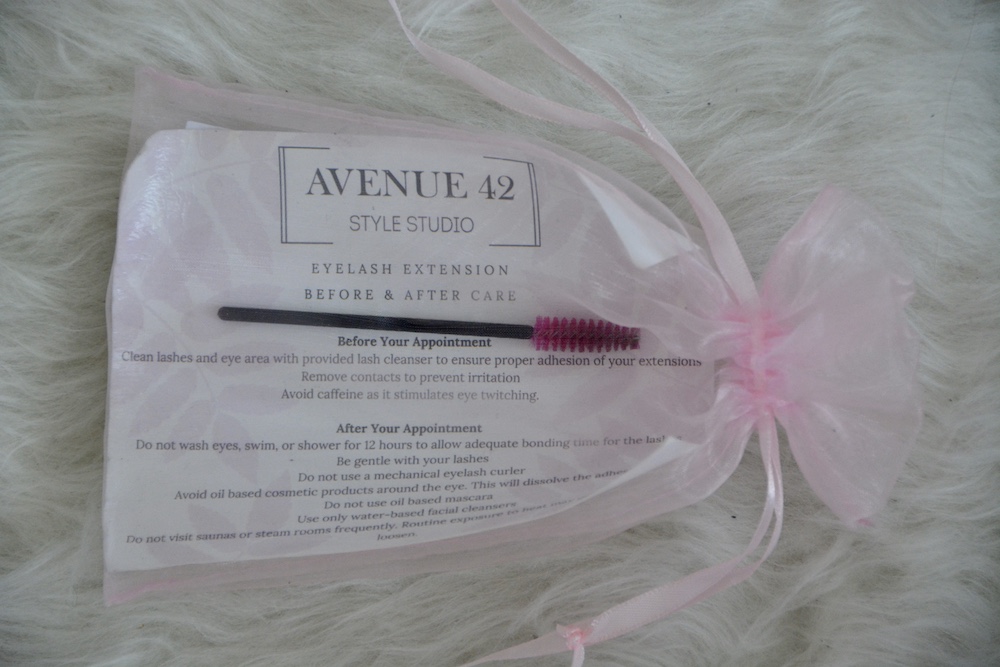 AVENUE 42
STYLE STUDIO
EYELASH EXTENSION
BEFORE & AFTER CARE
Before Your Appointment
Clean lashes and eye area with provided lash cleanser to ensure proper adhesion of your extensions
Remove contacts to prevent irritation
Avoid caffeine as it stimulates eye twitching.
After Your Appointment
Do not wash eyes, swim, or shower for 12 hours to allow adequate bonding time for the
Be gentle with your lashes
Do not use a mechanical eyelash curler
Avoid oil based cosmetic products around the eye. This will dissolve the
Do not use oil based mascara
Use only water-based facial cleansers
Do not visit saunas or steam rooms frequently. Routine exposure to heat may
loosen.